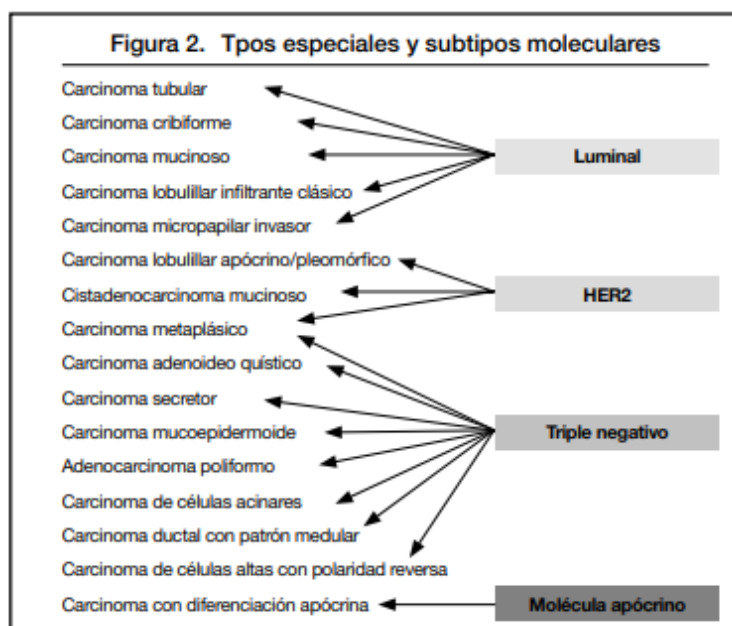 Figura 2. Tpos especiales y subtipos moleculares
Carcinoma tubular
Carcinoma cribiforme
Carcinoma mucinoso
Luminal
Carcinoma lobulillar infiltrante clásico
Carcinoma micropapilar invasor
Carcinoma lobulillar apócrino/pleomórfico
Cistadenocarcinoma mucinoso
HER2
Carcinoma metaplásico
Carcinoma adenoideo quístico
Carcinoma secretor
Carcinoma mucoepidermoide
Triple negativo
Adenocarcinoma poliformo
Carcinoma de células acinares
Carcinoma ductal con patrón medular
Carcinoma de células altas con polaridad reversa
Carcinoma con diferenciación apócrina
Molécula apócrino